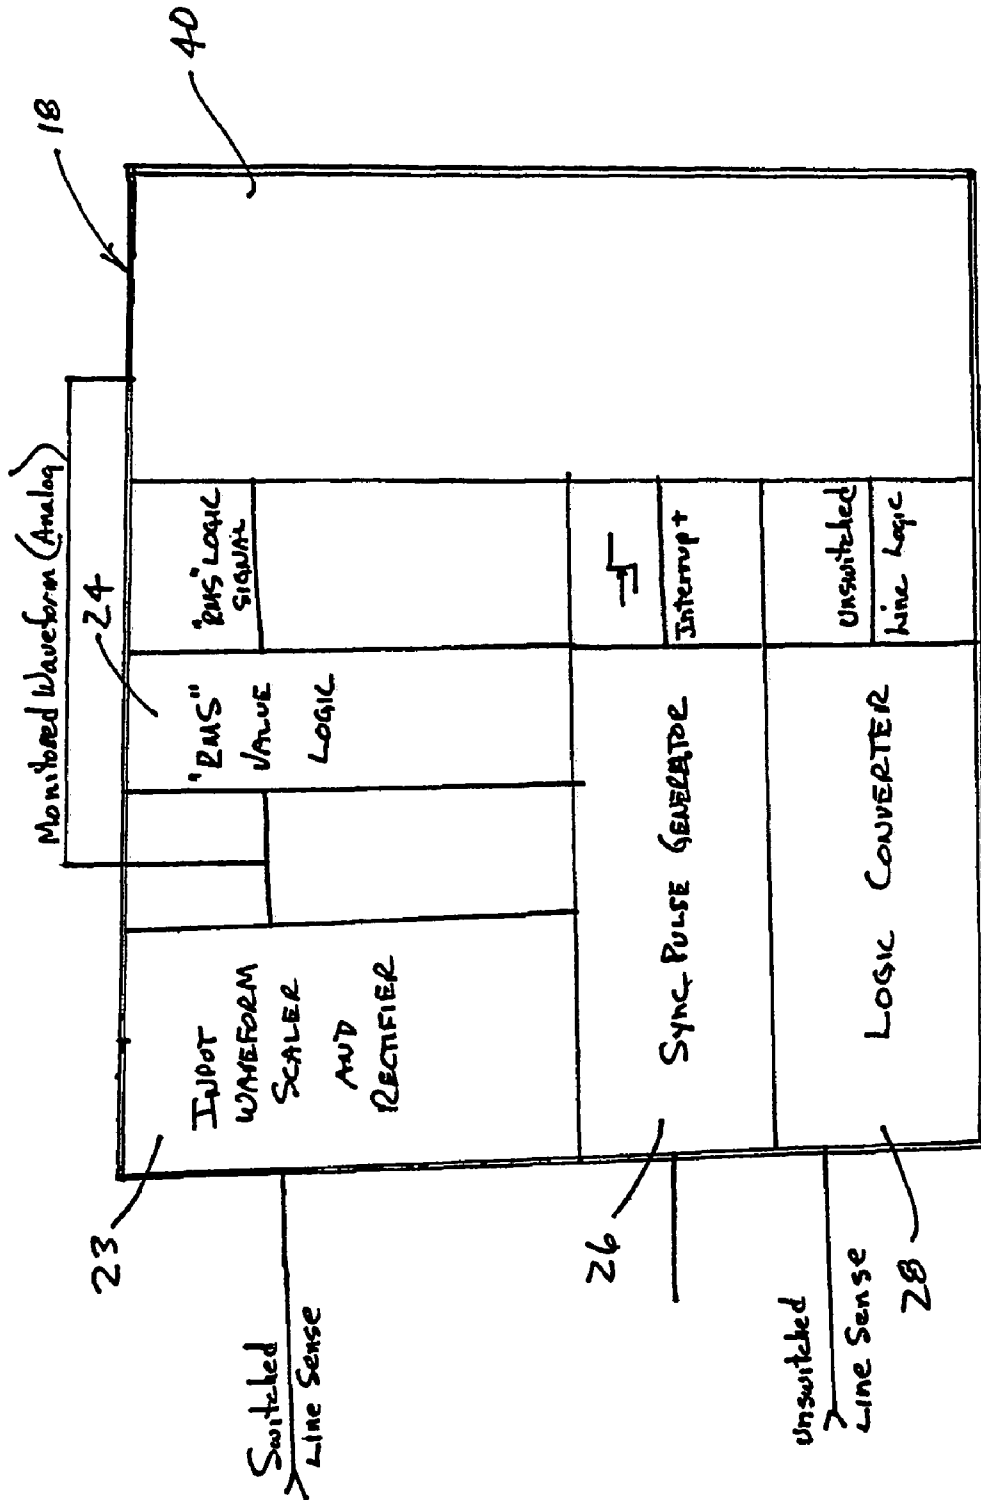 Monitored Waveform (Analog)
18
40
24
23
INPUT
WAVEFORM
SCALER
AND
RECTIFIER
"RMS"
VALUE
LOGIC
"RMS" LOGIC
SIGNAL
Switched
Line Sense
26
Sync Pulse GENERATOR
Interrupt
Unswitched
Line Sense
28
LOGIC CONVERTER
Unswitched
Line Logic